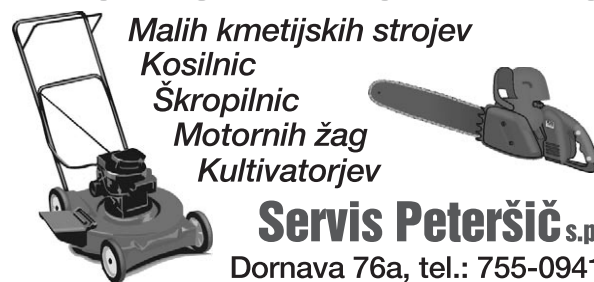 Malih kmetijskih strojev
Kosilnic
Škropilnic
Motornih žag
Kultivatorjev
Servis Peteršič s.p
Dornava 76a, tel.: 755-0941